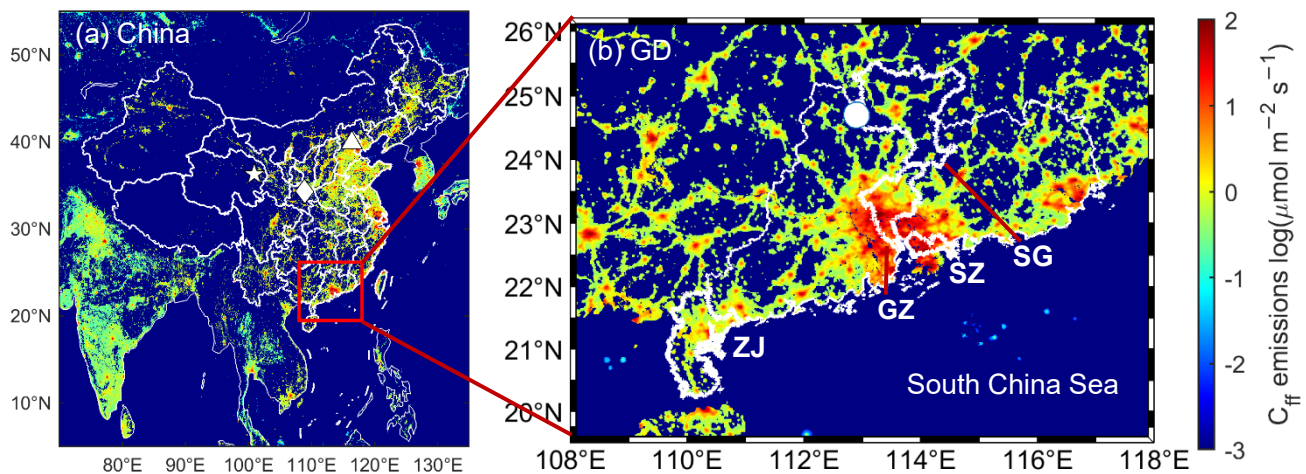 (a) China
50°N
40°N
30°N
20°N
10°N
80°E 90°E 100°E 110°E 120°E 130°E
(b) GD
26°N
25°N
24°N
23°N
22°N
21°N
20°N
SG
SZ
GZ
ZJ
South China Sea
108°E 110°E 112°E 114°E 116°E 118°E
2
1
0
-1
-2
-3
C_ff emissions log(μmol m⁻² s⁻¹)